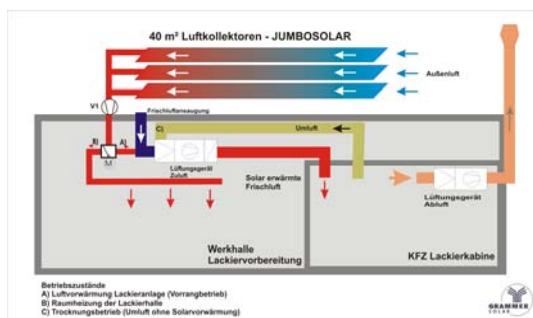 40 m² Luftkollektoren - JUMBOSOLAR
Außenluft
V1
Frischluftansaugung
C)
Umluft
B)
A)
M
Lüftungsgerät
Zuluft
Solar erwärmte
Frischluft
Lüftungsgerät
Abluft
Werkhalle
Lackiervorbereitung
KFZ Lackierkabine
Betriebszustände
A) Luftvorwärmung Lackieranlage (Vorrangbetrieb)
B) Raumheizung der Lackierhalle
C) Trocknungsbetrieb (Umluft ohne Solarvorwärmung)
GRAMMER
SOLAR